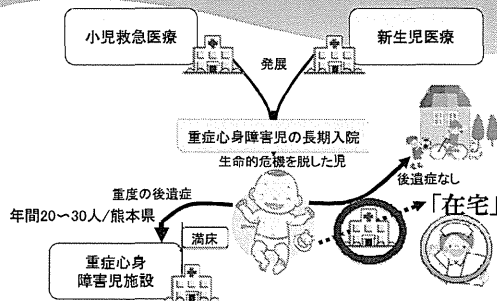 小児救急医療
新生児医療
発展
重症心身障害児の長期入院
生命的危機を脱した児
後遺症なし
重度の後遺症
年間20〜30人/熊本県
「在宅」
満床
重症心身
障害児施設